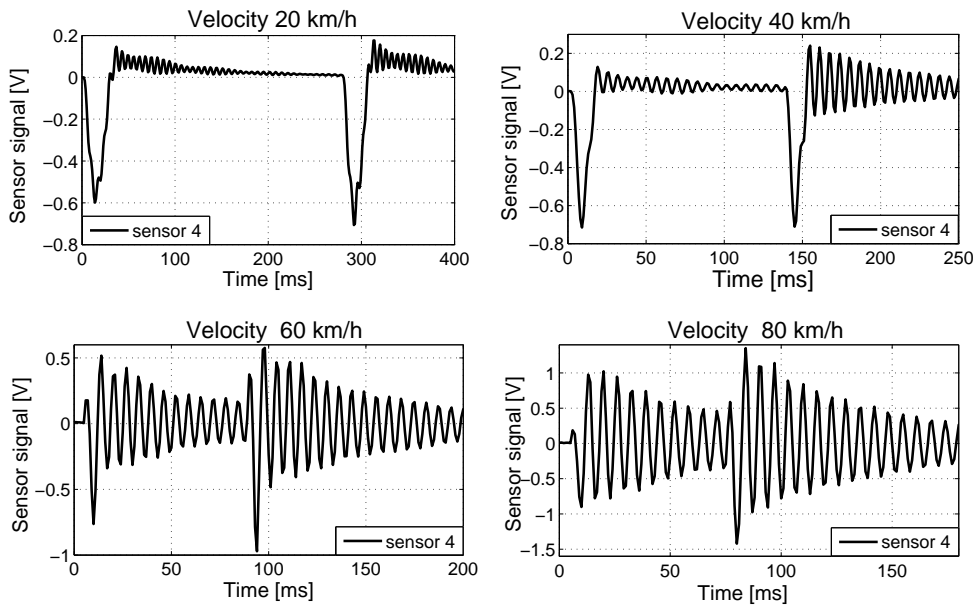 Velocity 20 km/h
Sensor signal [V]
0.2
0
−0.2
−0.4
−0.6
−0.8
sensor 4
0 100 200 300 400
Time [ms]
Velocity 40 km/h
Sensor signal [V]
0.2
0
−0.2
−0.4
−0.6
−0.8
sensor 4
0 50 100 150 200 250
Time [ms]
Velocity 60 km/h
Sensor signal [V]
0.5
0
−0.5
−1
sensor 4
0 50 100 150 200
Time [ms]
Velocity 80 km/h
Sensor signal [V]
1
0.5
0
−0.5
−1
−1.5
sensor 4
0 50 100 150
Time [ms]